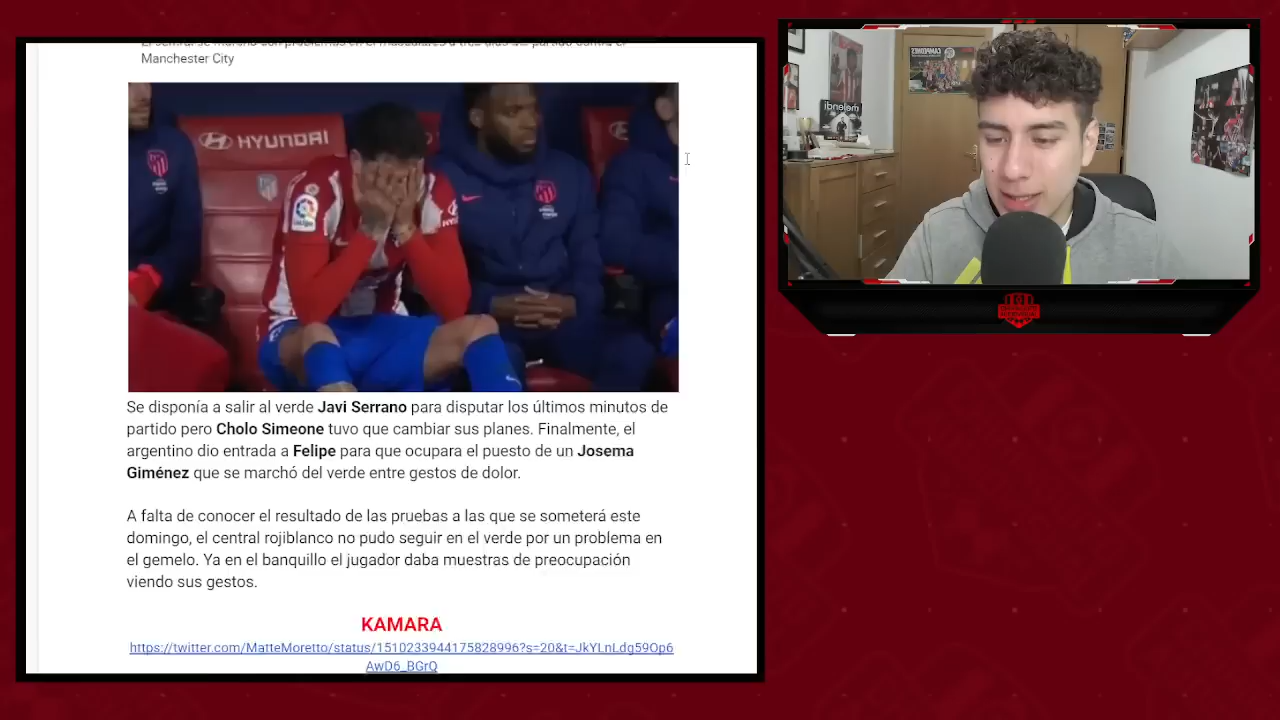 Manchester City
HYUNDAI
LaLiga
Se disponía a salir al verde Javi Serrano para disputar los últimos minutos de
partido pero Cholo Simeone tuvo que cambiar sus planes. Finalmente, el
argentino dio entrada a Felipe para que ocupara el puesto de un Josema
Giménez que se marchó del verde entre gestos de dolor.
A falta de conocer el resultado de las pruebas a las que se someterá este
domingo, el central rojiblanco no pudo seguir en el verde por un problema en
el gemelo. Ya en el banquillo el jugador daba muestras de preocupación
viendo sus gestos.
KAMARA
https://twitter.com/MatteMoretto/status/1510233944175828996?s=20&t=JkYLnLdg59Op6
AwD6_BGrQ
melendi